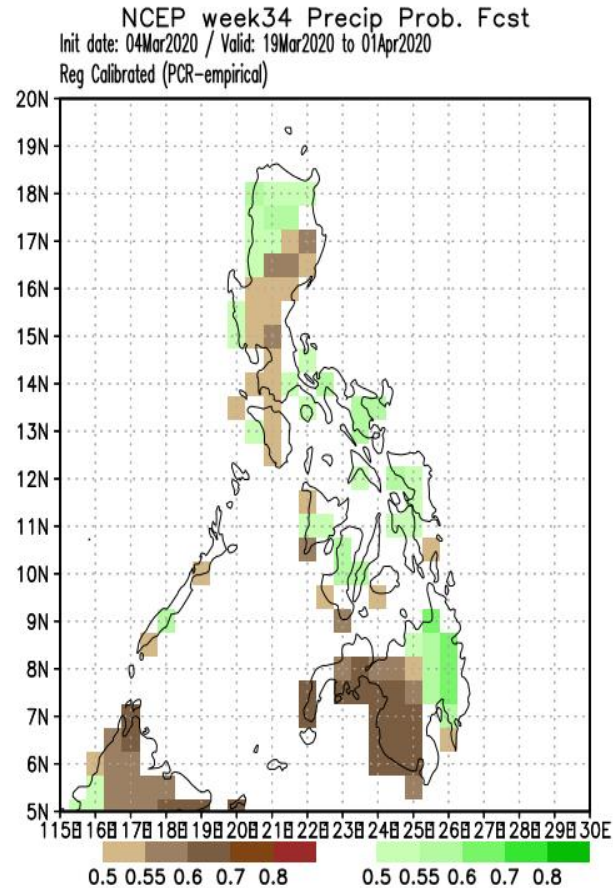 NCEP week34 Precip Prob. Fcst
Init date: 04Mar2020 / Valid: 19Mar2020 to 01Apr2020
Reg Calibrated (PCR-empirical)
20N
19N
18N
17N
16N
15N
14N
13N
12N
11N
10N
9N
8N
7N
6N
5N
115E 116E 117E 118E 119E 120E 121E 122E 123E 124E 125E 126E 127E 128E 129E 130E
0.5 0.55 0.6 0.7 0.8 0.5 0.55 0.6 0.7 0.8